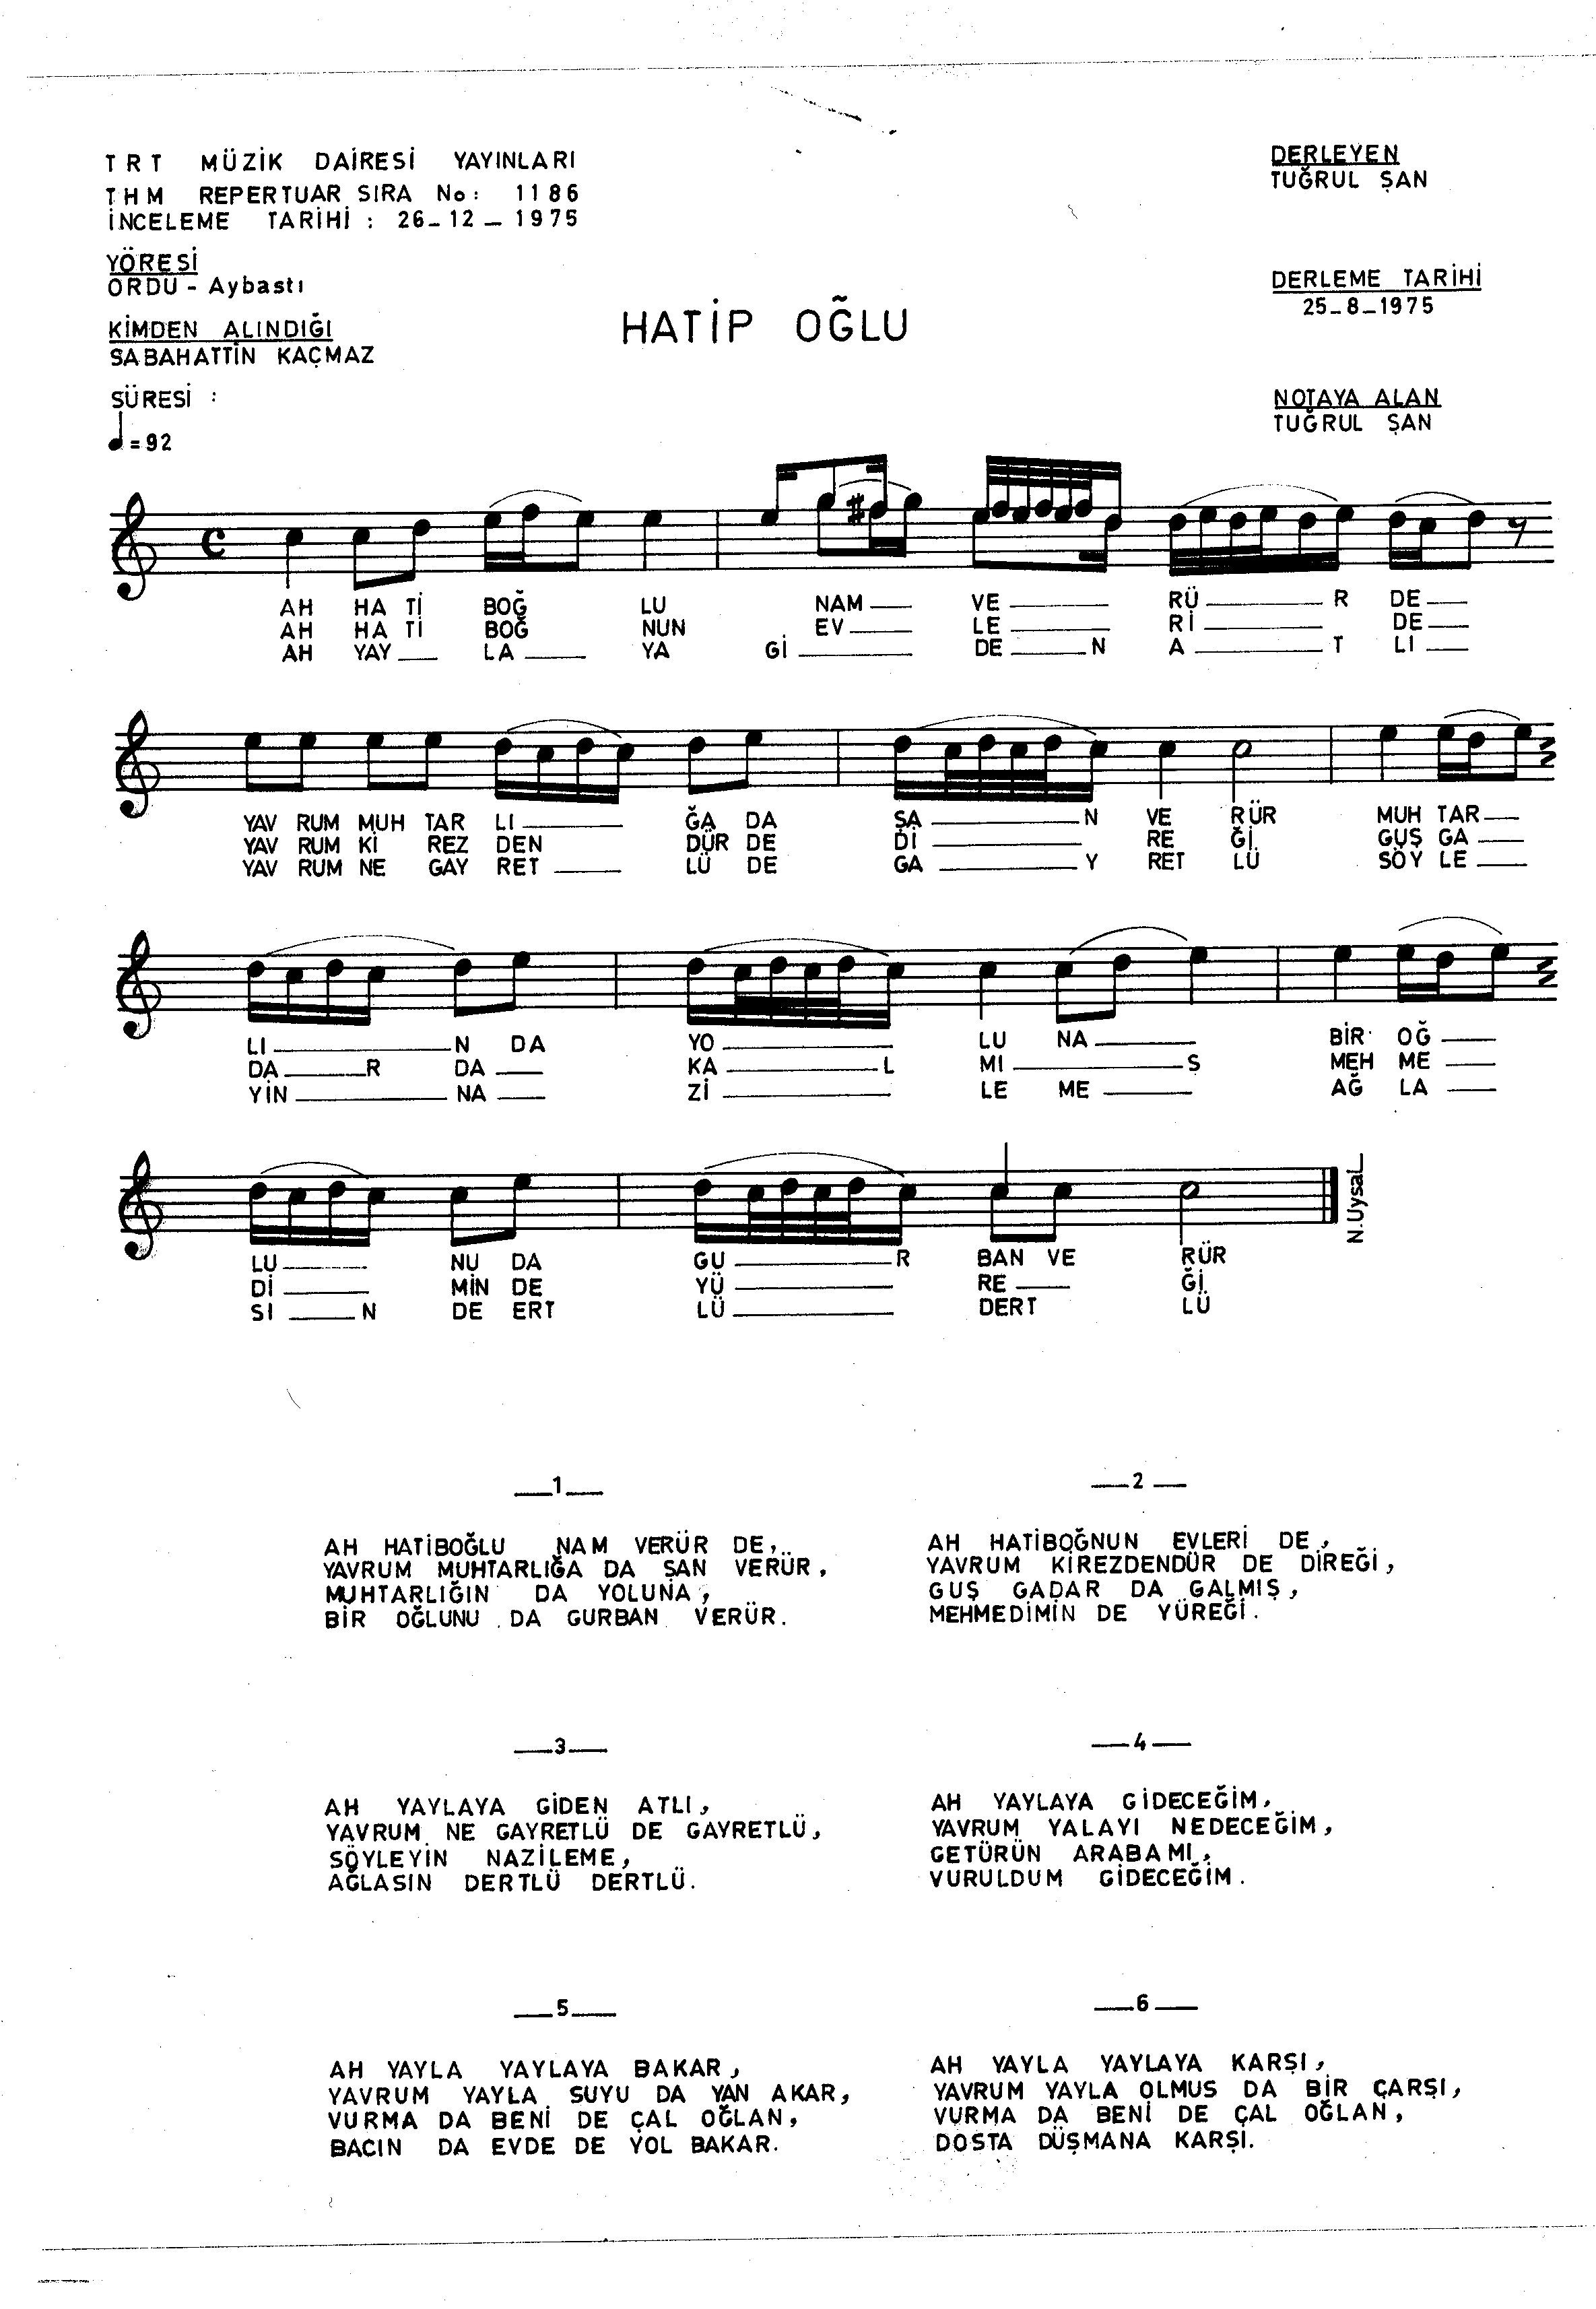 TRT MÜZİK DAİRESİ YAYINLARI
THM REPERTUAR SIRA No: 1186
İNCELEME TARİHİ : 26-12-1975
DERLEYEN
TUĞRUL ŞAN
YÖRESİ
ORDU - Aybastı
DERLEME TARİHİ
25-8-1975
KİMDEN ALINDIĞI
SABAHATTİN KAÇMAZ
HATİP OĞLU
SÜRESİ :
NOTAYA ALAN
TUĞRUL ŞAN
♩=92
AH HA Tİ BOĞ LU NAM VE RÜ R DE
AH HA Tİ BOĞ NUN EV LE Rİ DE
AH YAY LA YA Gİ DE N A T LI
YAV RUM MUH TAR LI ĞA DA ŞA N VE RÜR MUH TAR
YAV RUM Kİ REZ DEN DÜR DE Dİ RE Ğİ GUŞ GA
YAV RUM NE GAY RET LÜ DE GA Y RET LÜ SÖY LE
LI N DA YO LU NA BİR OĞ
DA R DA KA L MI Ş MEH ME
YİN NA Zİ LE ME AĞ LA
LU NU DA GU R BAN VE RÜR
Dİ MİN DE YÜ RE Ğİ
SI N DE ERT LÜ DERT LÜ
N.Uysal
1
AH HATİBOĞLU NAM VERÜR DE,
YAVRUM MUHTARLIĞA DA ŞAN VERÜR,
MUHTARLIĞIN DA YOLUNA,
BİR OĞLUNU DA GURBAN VERÜR.
2
AH HATİBOĞNUN EVLERİ DE,
YAVRUM KİREZDENDÜR DE DİREĞİ,
GUŞ GADAR DA GALMIŞ,
MEHMEDİMİN DE YÜREĞİ.
3
AH YAYLAYA GİDEN ATLI,
YAVRUM NE GAYRETLÜ DE GAYRETLÜ,
SÖYLEYİN NAZİLEME,
AĞLASIN DERTLÜ DERTLÜ.
4
AH YAYLAYA GİDECEĞİM,
YAVRUM YALAYI NEDECEĞİM,
GETÜRÜN ARABAMI,
VURULDUM GİDECEĞİM.
5
AH YAYLA YAYLAYA BAKAR,
YAVRUM YAYLA SUYU DA YAN AKAR,
VURMA DA BENİ DE ÇAL OĞLAN,
BACIN DA EVDE DE YOL BAKAR.
6
AH YAYLA YAYLAYA KARŞI,
YAVRUM YAYLA OLMUS DA BİR ÇARŞI,
VURMA DA BENİ DE ÇAL OĞLAN,
DOSTA DÜŞMANA KARŞI.